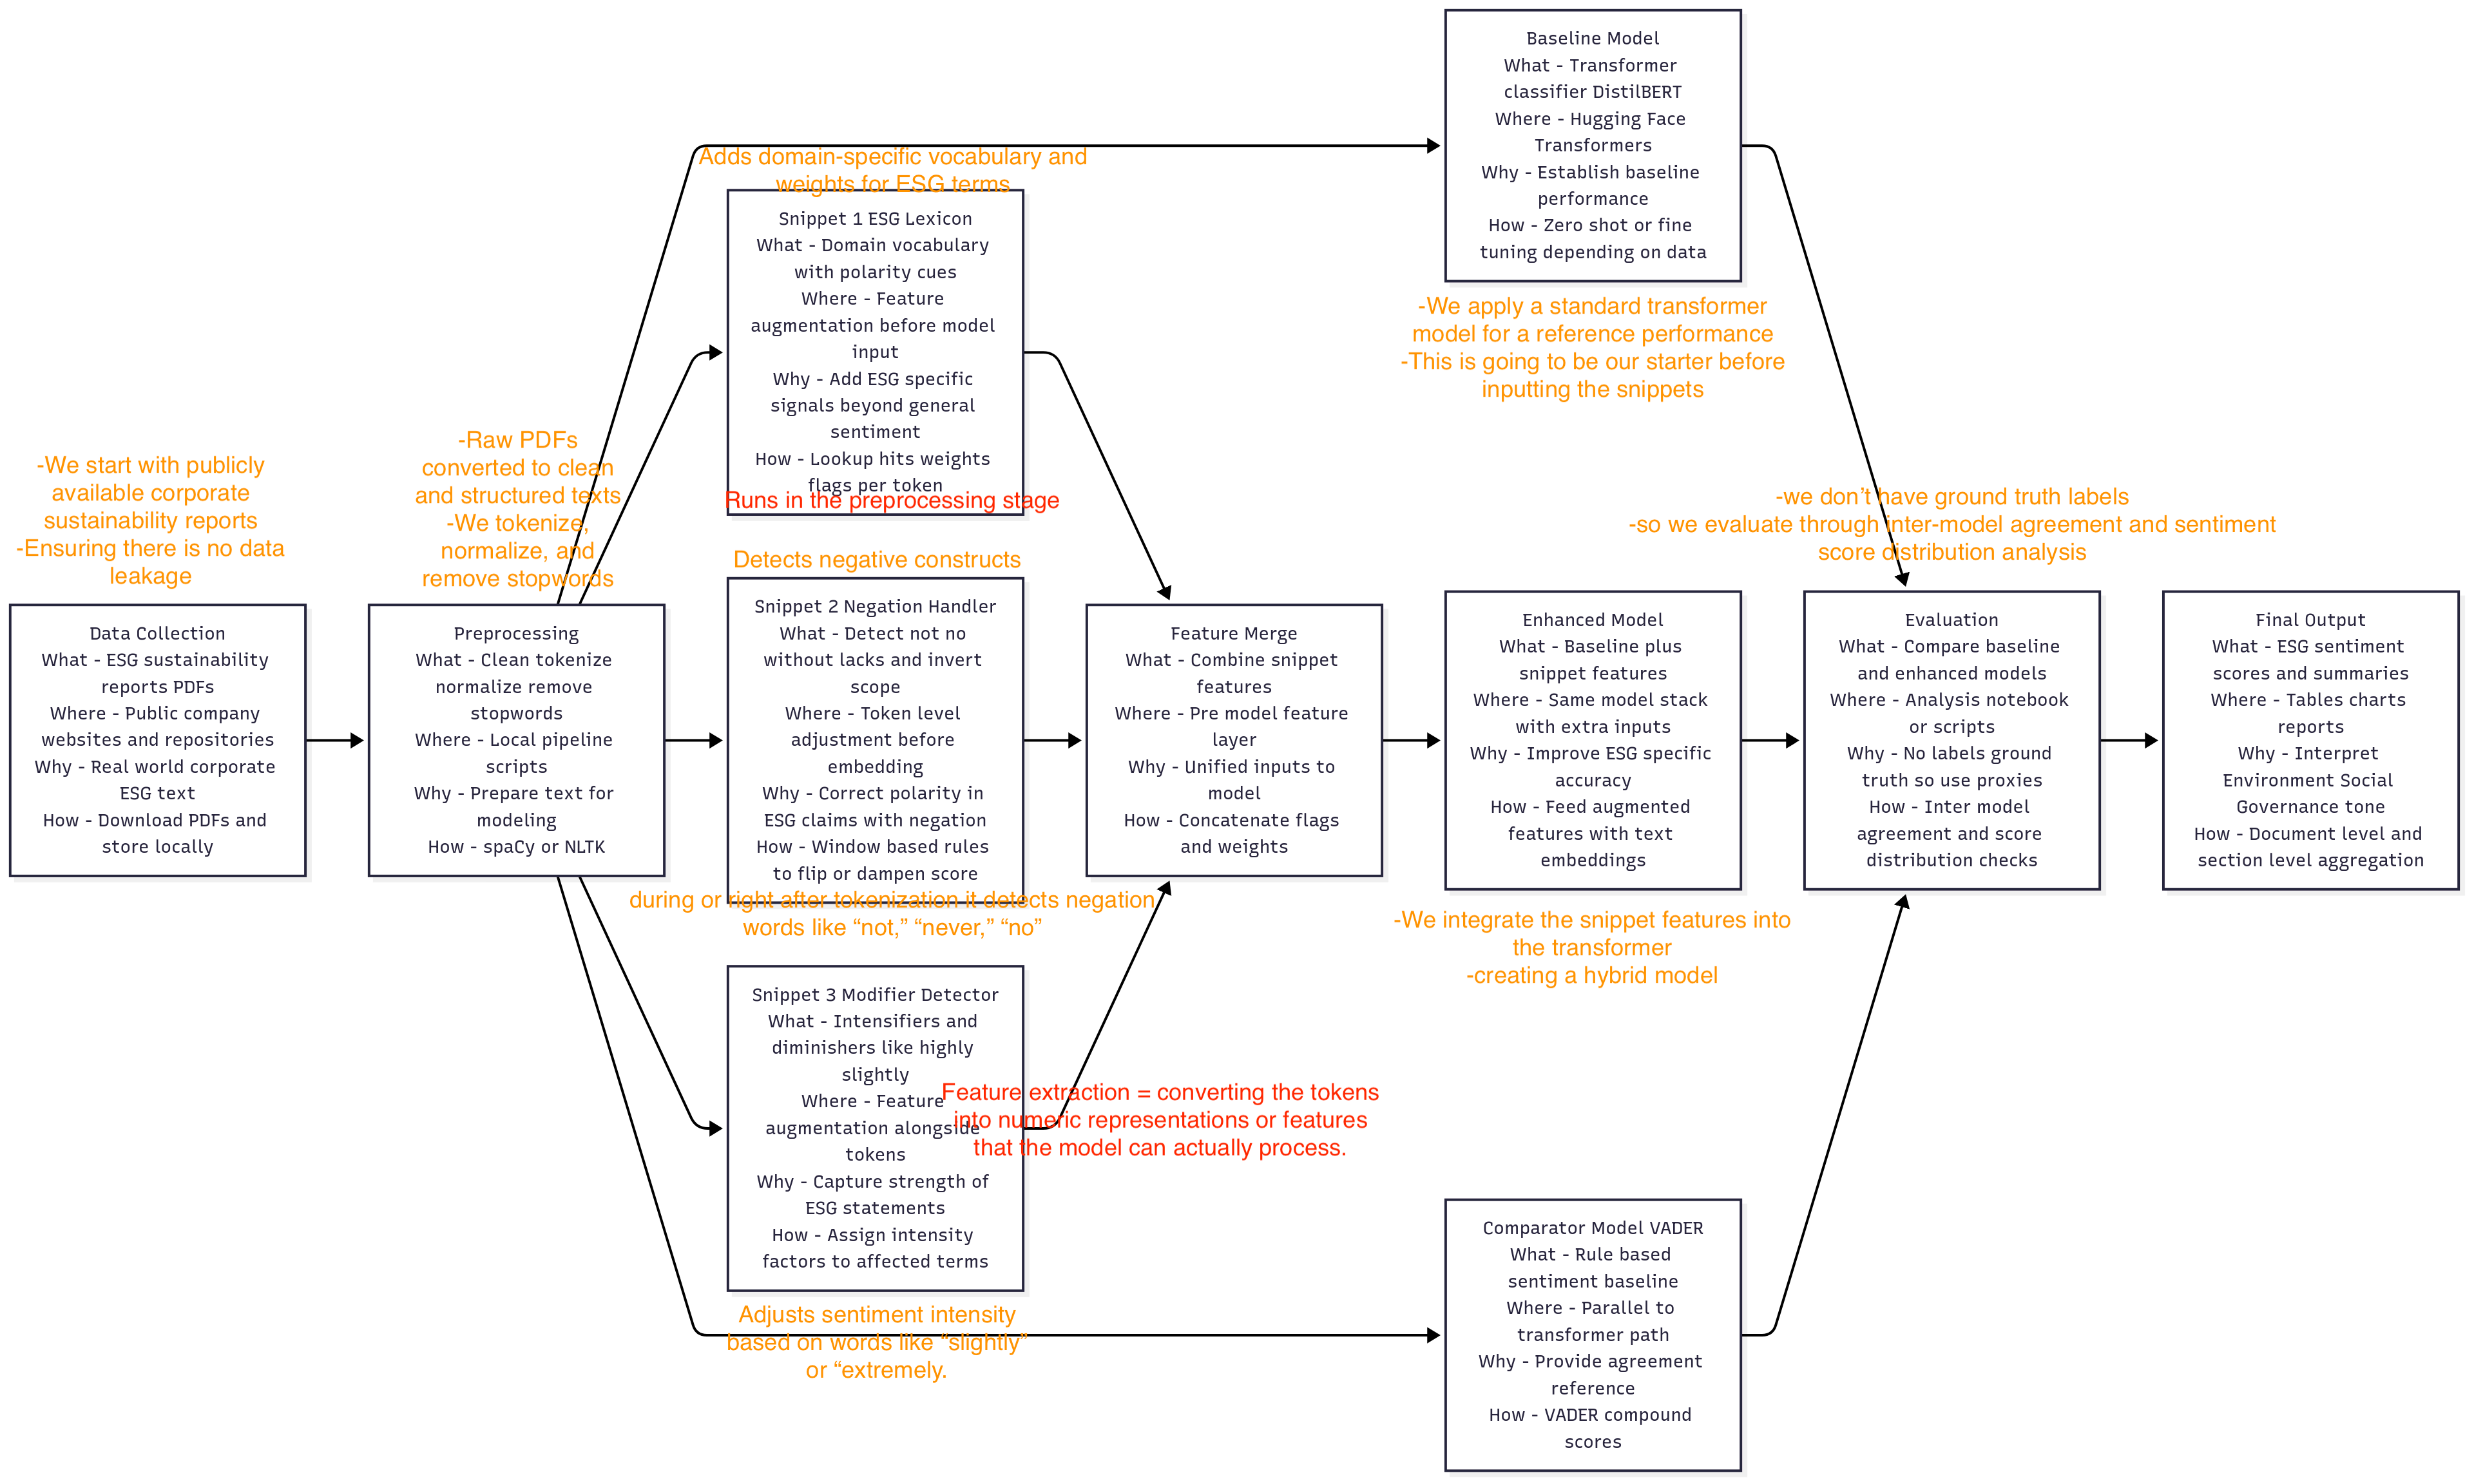 -We start with publicly
available corporate
sustainability reports
-Ensuring there is no data
leakage
Data Collection
What - ESG sustainability
reports PDFs
Where - Public company
websites and repositories
Why - Real world corporate
ESG text
How - Download PDFs and
store locally
-Raw PDFs
converted to clean
and structured texts
-We tokenize,
normalize, and
remove stopwords
Preprocessing
What - Clean tokenize
normalize remove
stopwords
Where - Local pipeline
scripts
Why - Prepare text for
modeling
How - spaCy or NLTK
Adds domain-specific vocabulary and
weights for ESG terms
Snippet 1 ESG Lexicon
What - Domain vocabulary
with polarity cues
Where - Feature
augmentation before model
input
Why - Add ESG specific
signals beyond general
sentiment
How - Lookup hits weights
flags per token
Runs in the preprocessing stage
Detects negative constructs
Snippet 2 Negation Handler
What - Detect not no
without lacks and invert
scope
Where - Token level
adjustment before
embedding
Why - Correct polarity in
ESG claims with negation
How - Window based rules
to flip or dampen score
during or right after tokenization it detects negation
words like “not,” “never,” “no”
Snippet 3 Modifier Detector
What - Intensifiers and
diminishers like highly
slightly
Where - Feature
augmentation alongside
tokens
Why - Capture strength of
ESG statements
How - Assign intensity
factors to affected terms
Adjusts sentiment intensity
based on words like “slightly”
or “extremely.
Feature extraction = converting the tokens
into numeric representations or features
that the model can actually process.
Feature Merge
What - Combine snippet
features
Where - Pre model feature
layer
Why - Unified inputs to
model
How - Concatenate flags
and weights
Baseline Model
What - Transformer
classifier DistilBERT
Where - Hugging Face
Transformers
Why - Establish baseline
performance
How - Zero shot or fine
tuning depending on data
-We apply a standard transformer
model for a reference performance
-This is going to be our starter before
inputting the snippets
Enhanced Model
What - Baseline plus
snippet features
Where - Same model stack
with extra inputs
Why - Improve ESG specific
accuracy
How - Feed augmented
features with text
embeddings
-We integrate the snippet features into
the transformer
-creating a hybrid model
Comparator Model VADER
What - Rule based
sentiment baseline
Where - Parallel to
transformer path
Why - Provide agreement
reference
How - VADER compound
scores
-we don’t have ground truth labels
-so we evaluate through inter-model agreement and sentiment
score distribution analysis
Evaluation
What - Compare baseline
and enhanced models
Where - Analysis notebook
or scripts
Why - No labels ground
truth so use proxies
How - Inter model
agreement and score
distribution checks
Final Output
What - ESG sentiment
scores and summaries
Where - Tables charts
reports
Why - Interpret
Environment Social
Governance tone
How - Document level and
section level aggregation